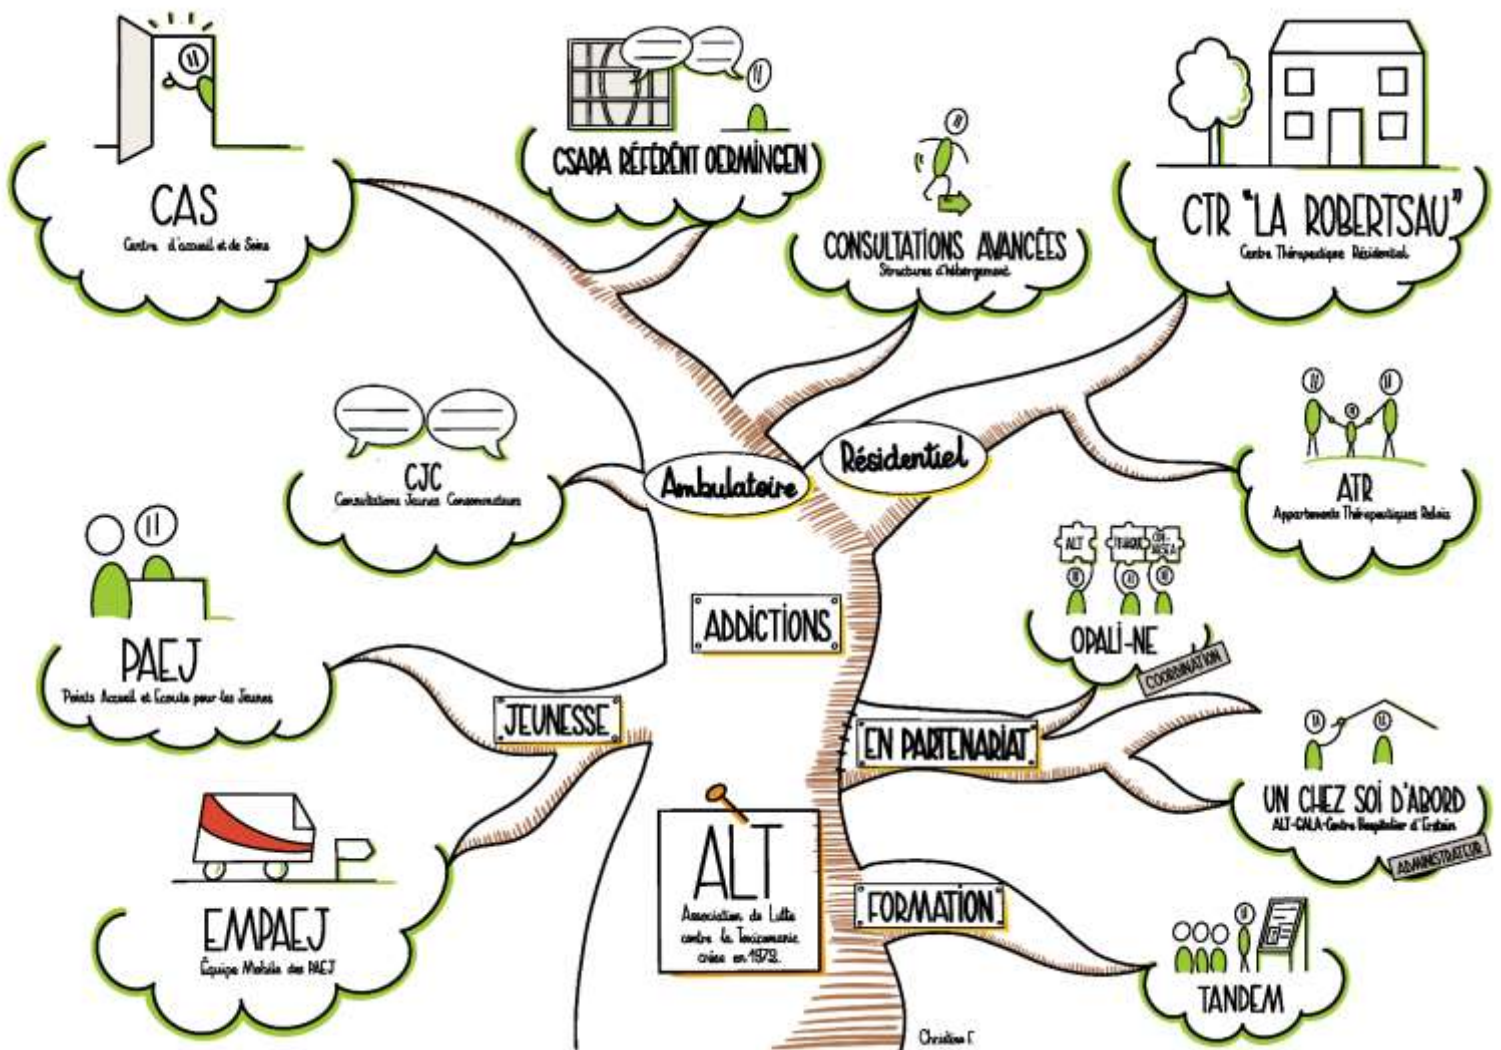 CAS
Centre d'accueil et de Soins
CSAPA RÉFÉRENT OERMINGEN
CONSULTATIONS AVANCÉES
Structures d'hébergement
CTR "LA ROBERTSAU"
Centre Thérapeutique Résidentiel
CJC
Consultations Jeunes Consommateurs
Ambulatoire
Résidentiel
ATR
Appartements Thérapeutiques Relais
ALT
OPALI-NE
COORDINATION
ADDICTIONS
PAEJ
Points Accueil et Ecoute pour les Jeunes
JEUNESSE
EN PARTENARIAT
UN CHEZ SOI D'ABORD
ALT-GALA-Centre Hospitalier d'Erstein
ADMINISTRATEUR
EMPAEJ
Équipe Mobile des PAEJ
ALT
Association de Lutte
contre la Toxicomanie
créée en 1972.
FORMATION
TANDEM
Christine F.